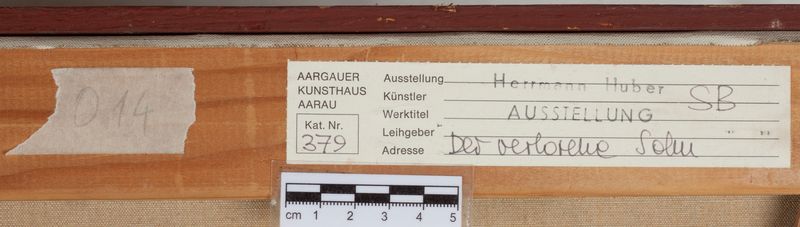 014
AARGAUER
KUNSTHAUS
AARAU
Kat. Nr.
379
Ausstellung Herrmann Huber
Künstler SB
Werktitel AUSSTELLUNG
Leihgeber " "
Adresse Der verlorene Sohn
cm 1 2 3 4 5